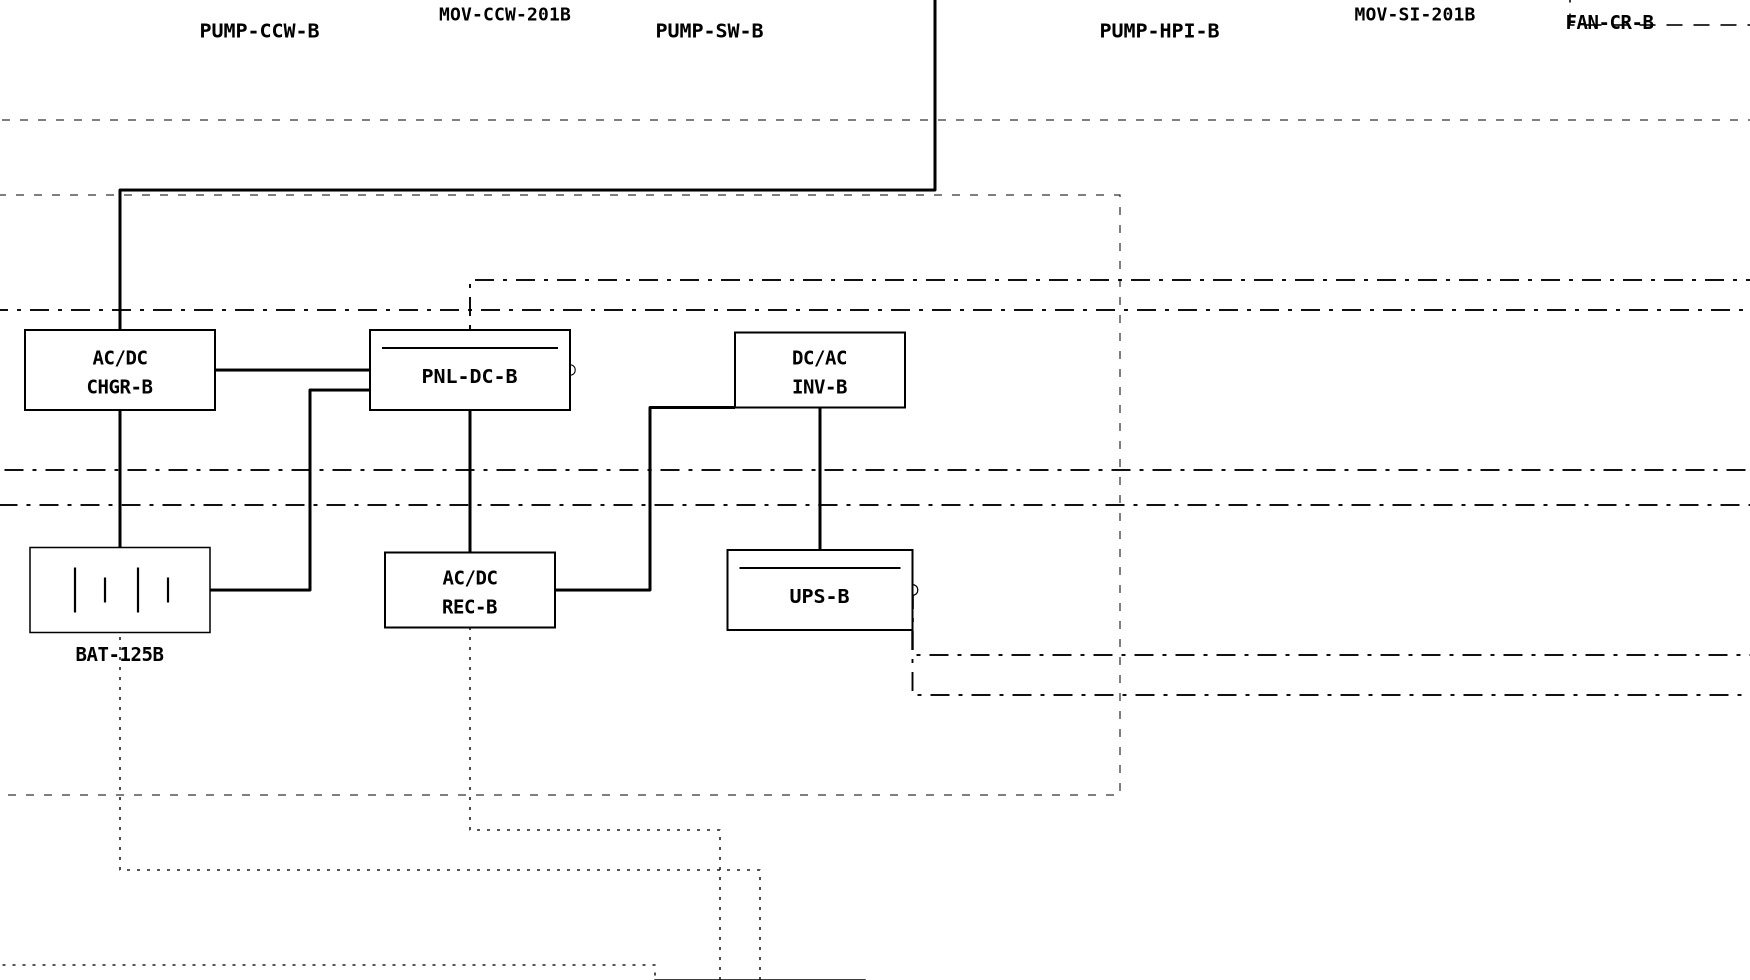 MOV-CCW-201B
MOV-SI-201B
PUMP-CCW-B
PUMP-SW-B
PUMP-HPI-B
FAN-CR-B
AC/DC
CHGR-B
PNL-DC-B
DC/AC
INV-B
AC/DC
REC-B
UPS-B
BAT-125B